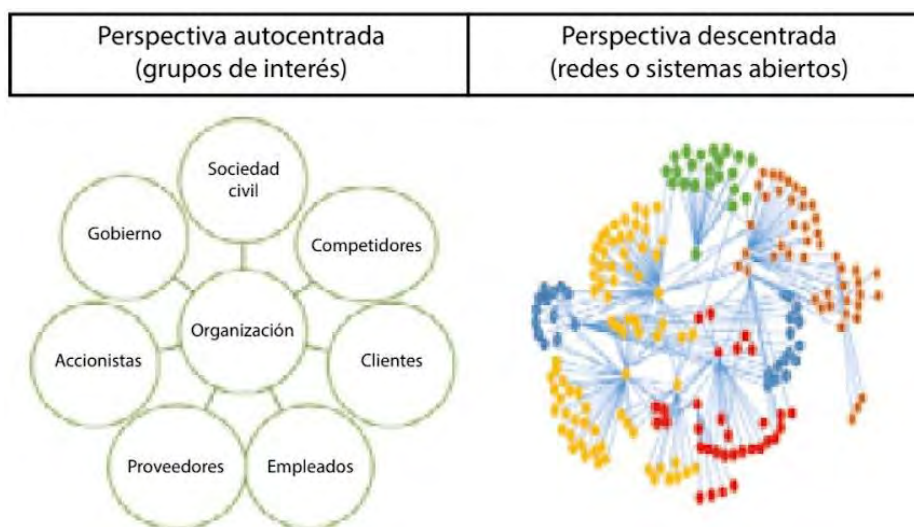 Perspectiva autocentrada
(grupos de interés)
Perspectiva descentrada
(redes o sistemas abiertos)
Sociedad
civil
Gobierno
Competidores
Organización
Accionistas
Clientes
Proveedores
Empleados